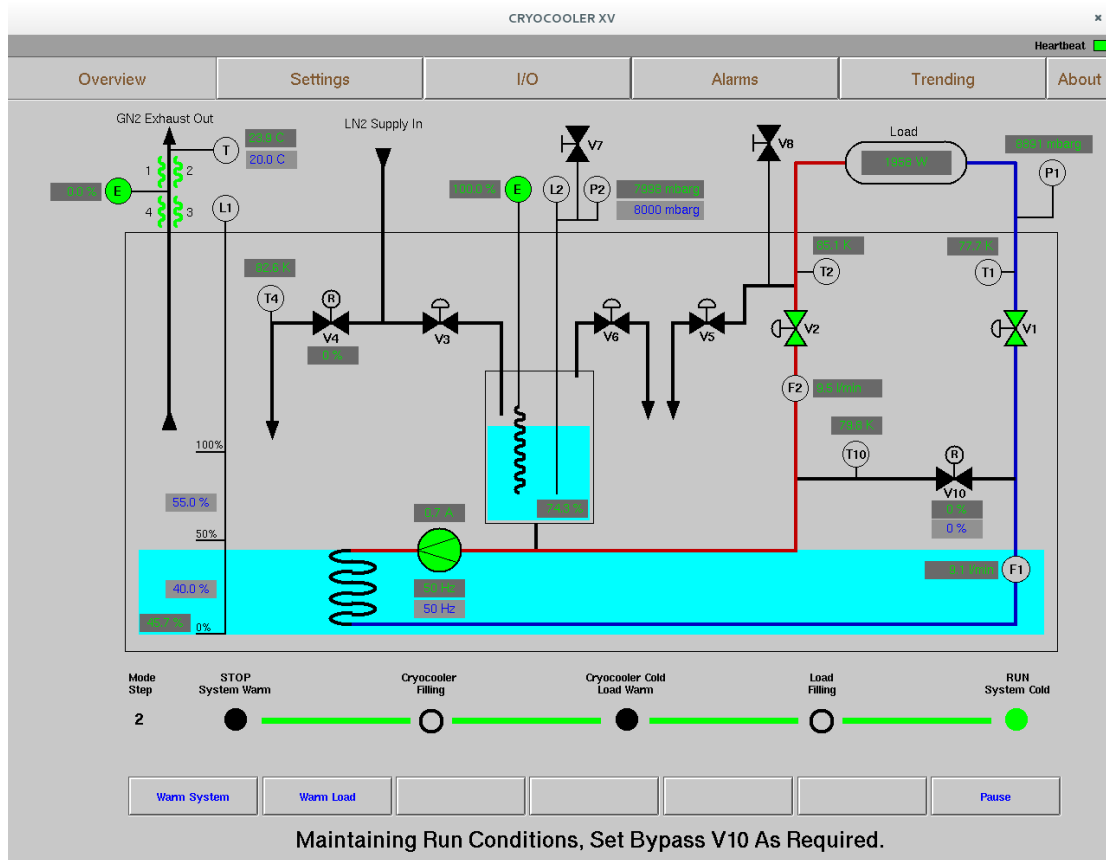 CRYOCOOLER XV
Heartbeat
Overview Settings I/O Alarms Trending About
GN2 Exhaust Out
LN2 Supply In
Load
T
23.9 C
20.0 C
1 2
4 3
0.0 %
E
L1
V7
V8
100.0 %
E
L2
P2
7998 mbarg
8000 mbarg
1958 W
8891 mbarg
P1
82.6 K
T4
R
V4
0 %
V3
V6
V5
85.1 K
T2
77.7 K
T1
V2
V1
F2
9.5 l/min
79.8 K
T10
R
V10
0 %
0 %
100%
55.0 %
50%
40.0 %
45.7 %
0%
74.3 %
0.7 A
50 Hz
50 Hz
9.1 l/min
F1
Mode
Step
2
STOP
System Warm
Cryocooler
Filling
Cryocooler Cold
Load Warm
Load
Filling
RUN
System Cold
Warm System Warm Load Pause
Maintaining Run Conditions, Set Bypass V10 As Required.